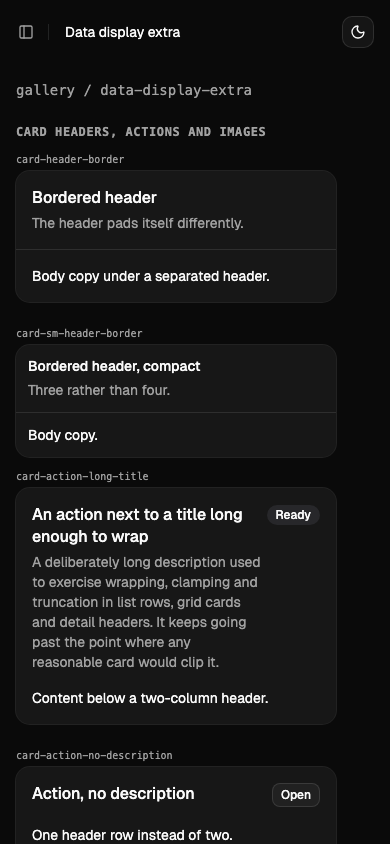 Data display extra
gallery / data-display-extra
CARD HEADERS, ACTIONS AND IMAGES
card-header-border
Bordered header
The header pads itself differently.
Body copy under a separated header.
card-sm-header-border
Bordered header, compact
Three rather than four.
Body copy.
card-action-long-title
An action next to a title long
enough to wrap
Ready
A deliberately long description used
to exercise wrapping, clamping and
truncation in list rows, grid cards
and detail headers. It keeps going
past the point where any
reasonable card would clip it.
Content below a two-column header.
card-action-no-description
Action, no description
Open
One header row instead of two.